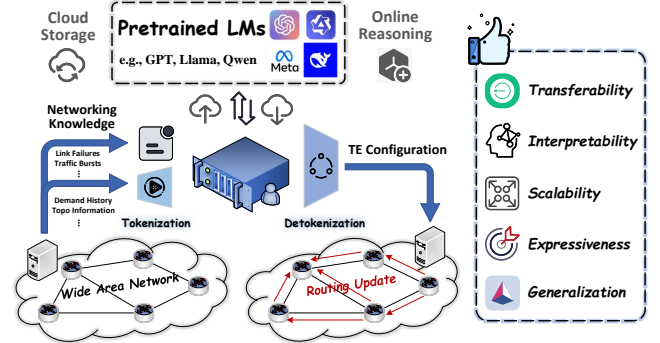 Cloud
Storage
Pretrained LMs
e.g., GPT, Llama, Qwen
Meta
Online
Reasoning
Networking
Knowledge
Link Failures
Traffic Bursts
⋮
Demand History
Topo Information
⋮
Tokenization
Detokenization
TE Configuration
Wide Area Network
Routing Update
Transferability
Interpretability
Scalability
Expressiveness
Generalization